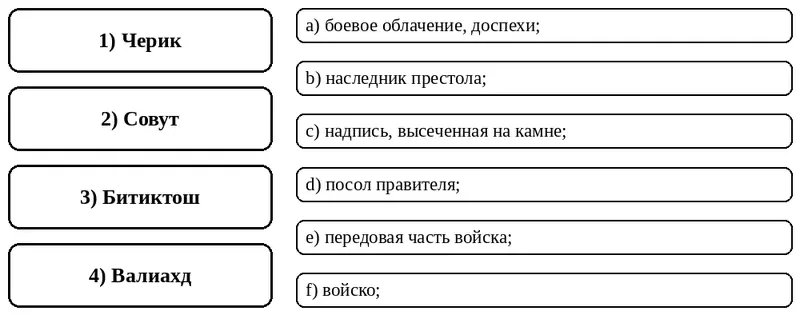 1) Черик
2) Совут
3) Битиктош
4) Валиахд
a) боевое облачение, доспехи;
b) наследник престола;
c) надпись, высеченная на камне;
d) посол правителя;
e) передовая часть войска;
f) войско;